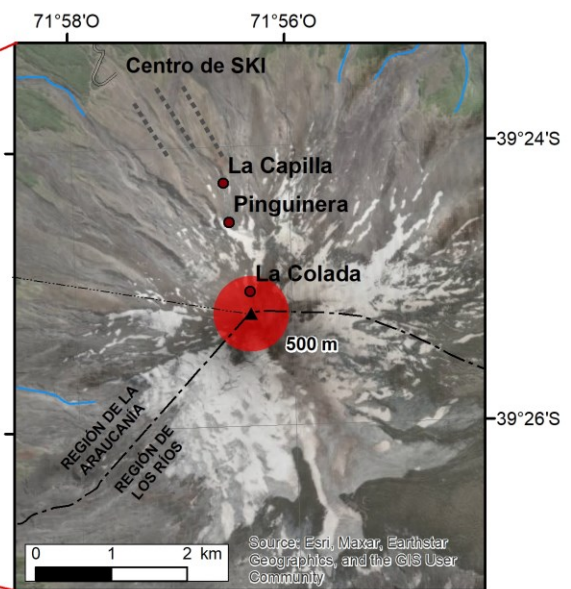 71°58'O
71°56'O
Centro de SKI
39°24'S
La Capilla
Pinguinera
La Colada
500 m
REGIÓN DE LA
ARAUCANÍA
REGIÓN DE
LOS RÍOS
39°26'S
0 1 2 km
Source: Esri, Maxar, Earthstar
Geographics, and the GIS User
Community